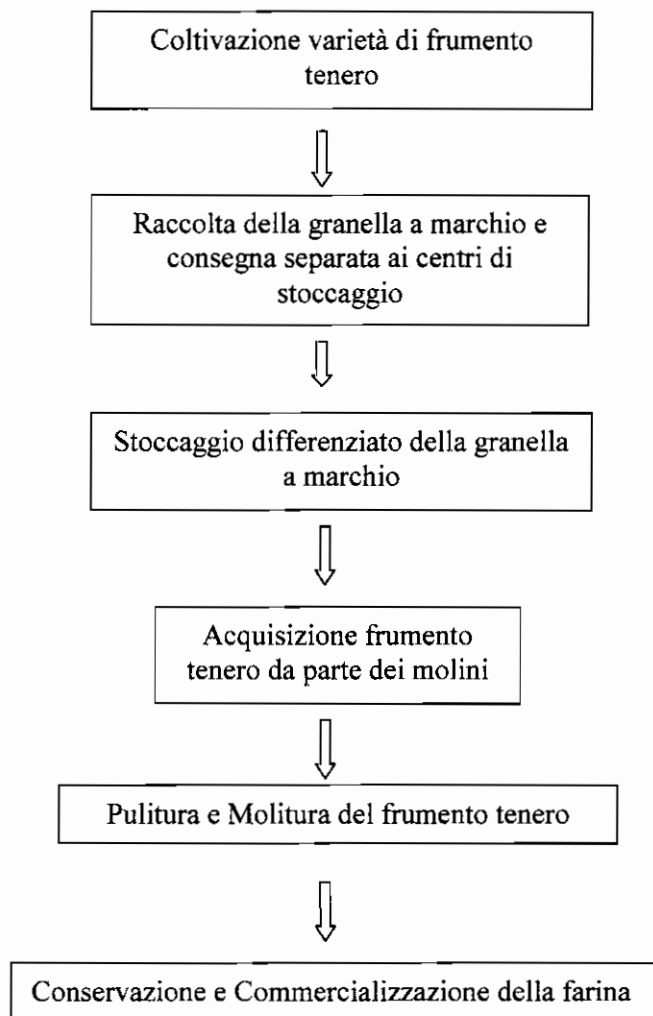 Coltivazione varietà di frumento
tenero
Raccolta della granella a marchio e
consegna separata ai centri di
stoccaggio
Stoccaggio differenziato della granella
a marchio
Acquisizione frumento
tenero da parte dei molini
Pulitura e Molitura del frumento tenero
Conservazione e Commercializzazione della farina